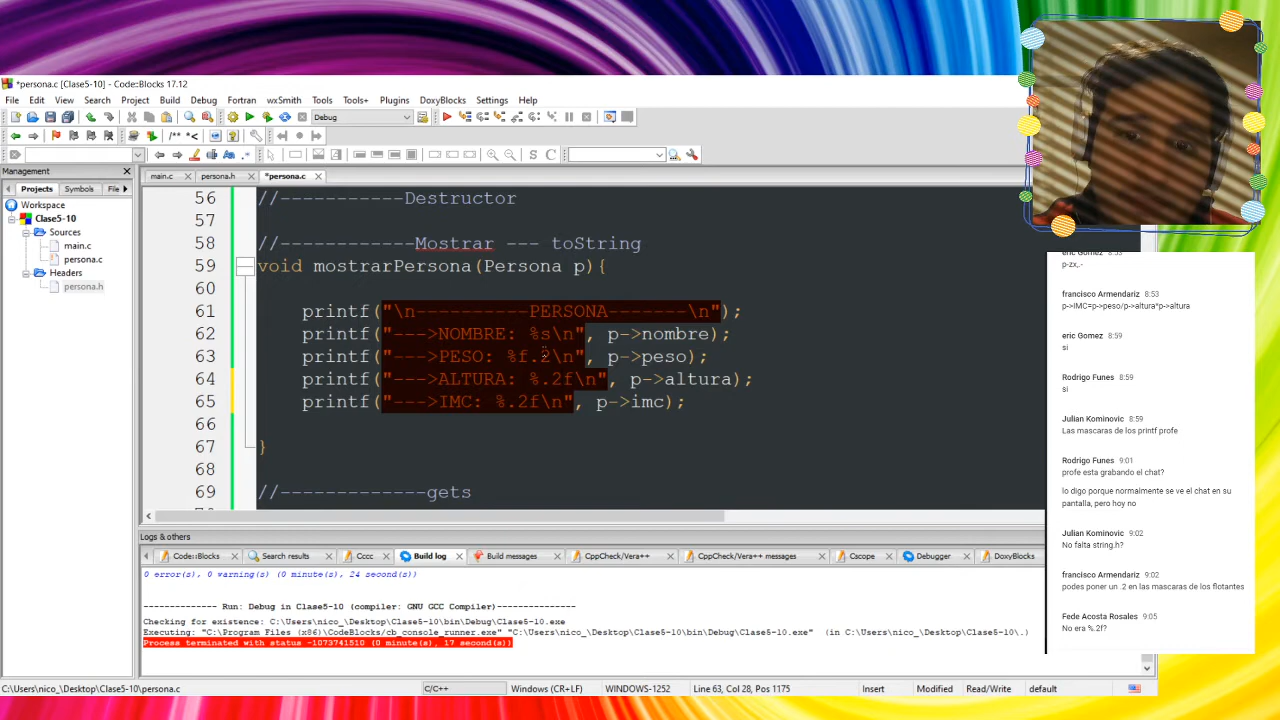 *persona.c [Clase5-10] - Code::Blocks 17.12
File Edit View Search Project Build Debug Fortran wxSmith Tools Tools+ Plugins DoxyBlocks Settings Help
Debug
/** *<
S C
Management
Projects Symbols File
Workspace
Clase5-10
Sources
main.c
persona.c
Headers
persona.h
main.c persona.h *persona.c
56 //-----------Destructor
57
58 //------------Mostrar --- toString
59 void mostrarPersona(Persona p){
60
61 printf("\n----------PERSONA-------\n");
62 printf("--->NOMBRE: %s\n", p->nombre);
63 printf("--->PESO: %f.2\n", p->peso);
64 printf("--->ALTURA: %.2f\n", p->altura);
65 printf("--->IMC: %.2f\n", p->imc);
66
67 }
68
69 //-------------gets
Logs & others
Code::Blocks Search results Cccc Build log Build messages CppCheck/Vera++ CppCheck/Vera++ messages Cscope Debugger DoxyBlocks
0 error(s), 0 warning(s) (0 minute(s), 24 second(s))
-------------- Run: Debug in Clase5-10 (compiler: GNU GCC Compiler)---------------
Checking for existence: C:\Users\nico_\Desktop\Clase5-10\bin\Debug\Clase5-10.exe
Executing: "C:\Program Files (x86)\CodeBlocks/cb_console_runner.exe" "C:\Users\nico_\Desktop\Clase5-10\bin\Debug\Clase5-10.exe" (in C:\Users\nico_\Desktop\Clase5-10\.)
Process terminated with status -1073741510 (0 minute(s), 17 second(s))
C:\Users\nico_\Desktop\Clase5-10\persona.c C/C++ Windows (CR+LF) WINDOWS-1252 Line 63, Col 28, Pos 1175 Insert Modified Read/Write default
eric Gomez 8:53
p-zx,.-
francisco Armendariz 8:53
p->IMC=p->peso/p->altura*p->altura
eric Gomez 8:59
si
Rodrigo Funes 8:59
si
Julian Kominovic 8:59
Las mascaras de los printf profe
Rodrigo Funes 9:01
profe esta grabando el chat?
lo digo porque normalmente se ve el chat en su
pantalla, pero hoy no
Julian Kominovic 9:02
No falta string.h?
francisco Armendariz 9:02
podes poner un .2 en las mascaras de los flotantes
Fede Acosta Rosales 9:05
No era %.2f?